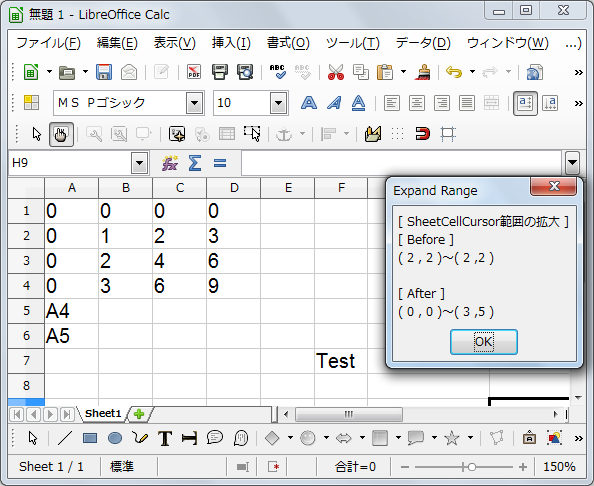 無題 1 - LibreOffice Calc
ファイル(F) 編集(E) 表示(V) 挿入(I) 書式(O) ツール(T) データ(D) ウィンドウ(W) ...)
PDF ABC ABC
ＭＳ Ｐゴシック 10
H9
A B C D E F
1 0 0 0 0
2 0 1 2 3
3 0 2 4 6
4 0 3 6 9
5 A4
6 A5
7 Test
8
Expand Range
[ SheetCellCursor範囲の拡大 ]
[ Before ]
( 2 , 2 )～( 2 ,2 )
[ After ]
( 0 , 0 )～( 3 ,5 )
OK
Sheet1
Sheet 1 / 1 標準 合計=0 150%